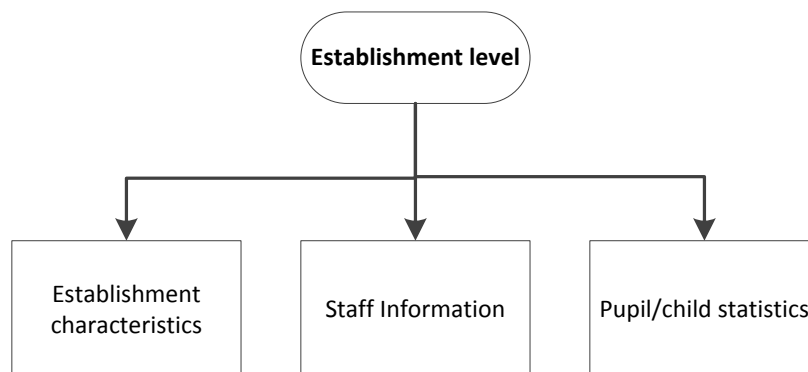 Establishment level
Establishment
characteristics
Staff Information
Pupil/child statistics